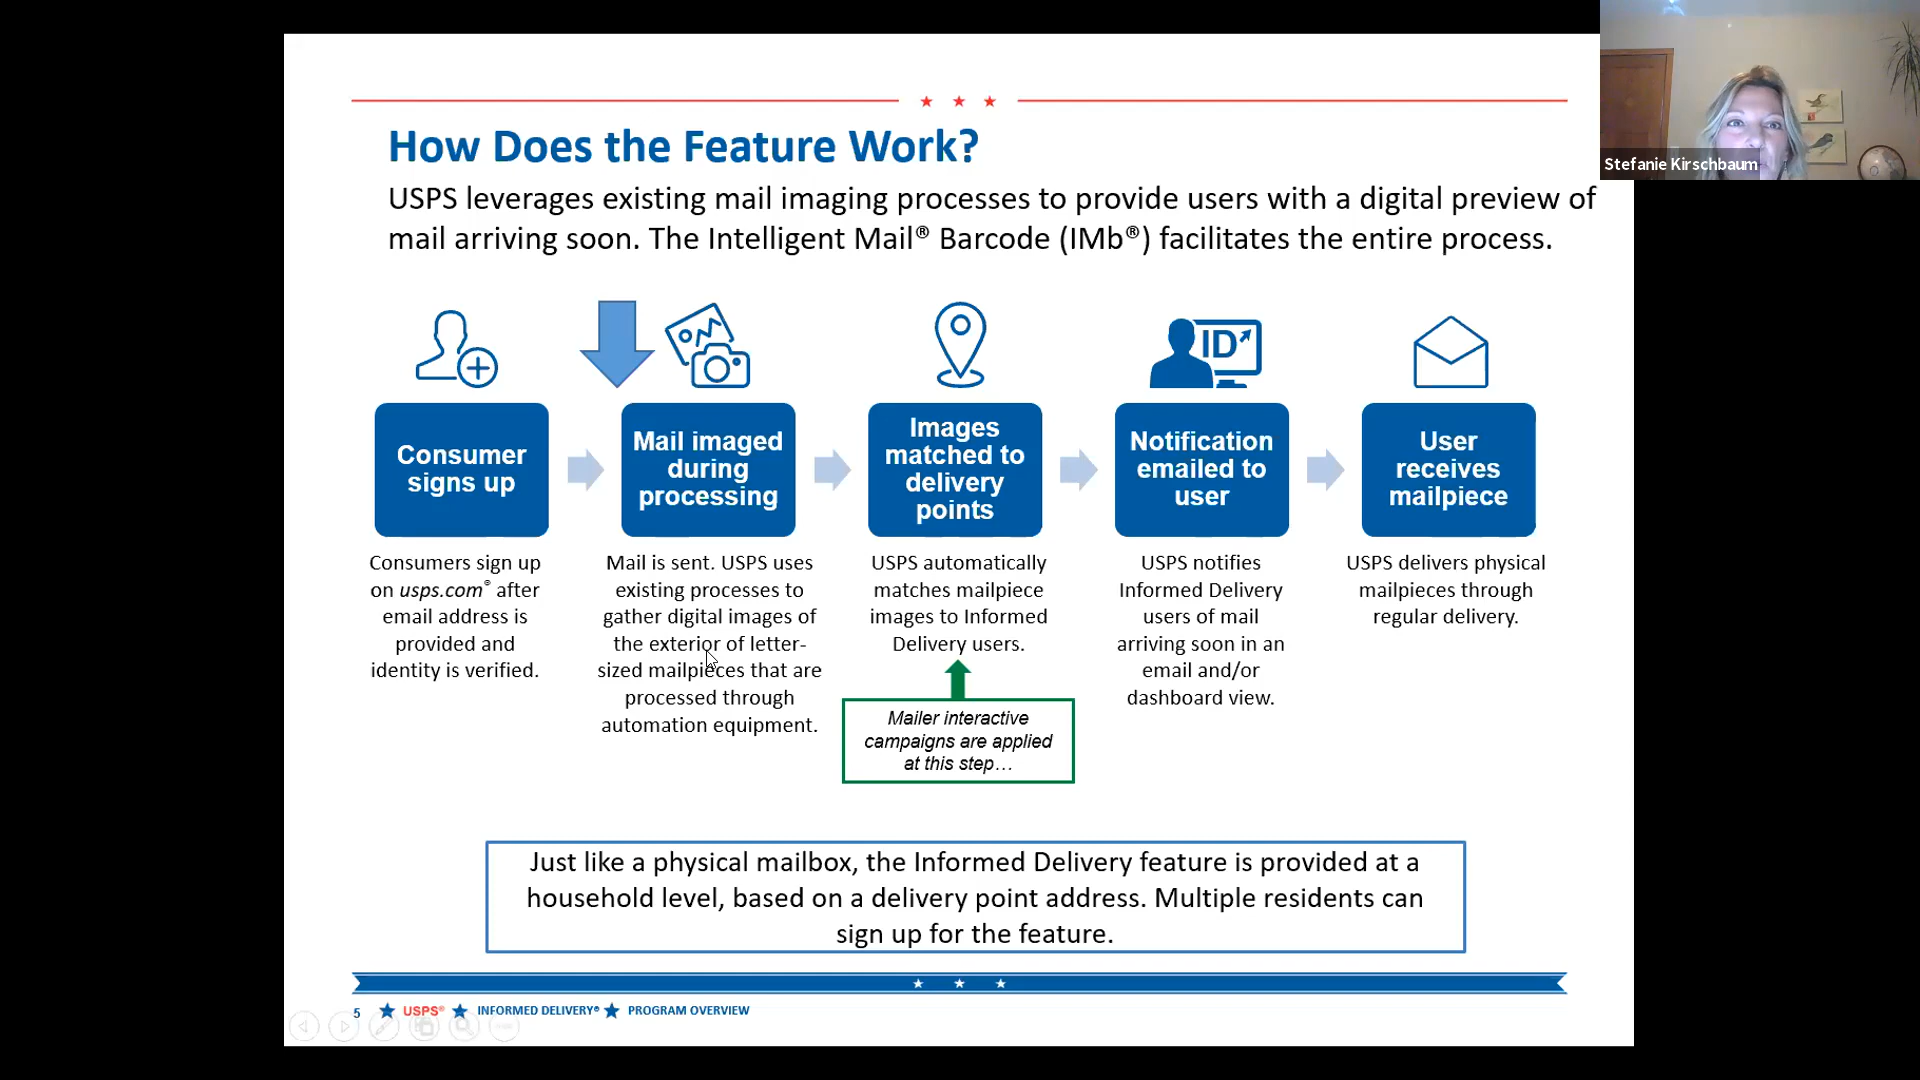 Stefanie Kirschbaum
How Does the Feature Work?
USPS leverages existing mail imaging processes to provide users with a digital preview of
mail arriving soon. The Intelligent Mail® Barcode (IMb®) facilitates the entire process.
ID
Consumer
signs up
Mail imaged
during
processing
Images
matched to
delivery
points
Notification
emailed to
user
User
receives
mailpiece
Consumers sign up
on usps.com® after
email address is
provided and
identity is verified.
Mail is sent. USPS uses
existing processes to
gather digital images of
the exterior of letter-
sized mailpieces that are
processed through
automation equipment.
USPS automatically
matches mailpiece
images to Informed
Delivery users.
Mailer interactive
campaigns are applied
at this step…
USPS notifies
Informed Delivery
users of mail
arriving soon in an
email and/or
dashboard view.
USPS delivers physical
mailpieces through
regular delivery.
Just like a physical mailbox, the Informed Delivery feature is provided at a
household level, based on a delivery point address. Multiple residents can
sign up for the feature.
5 USPS® INFORMED DELIVERY® PROGRAM OVERVIEW